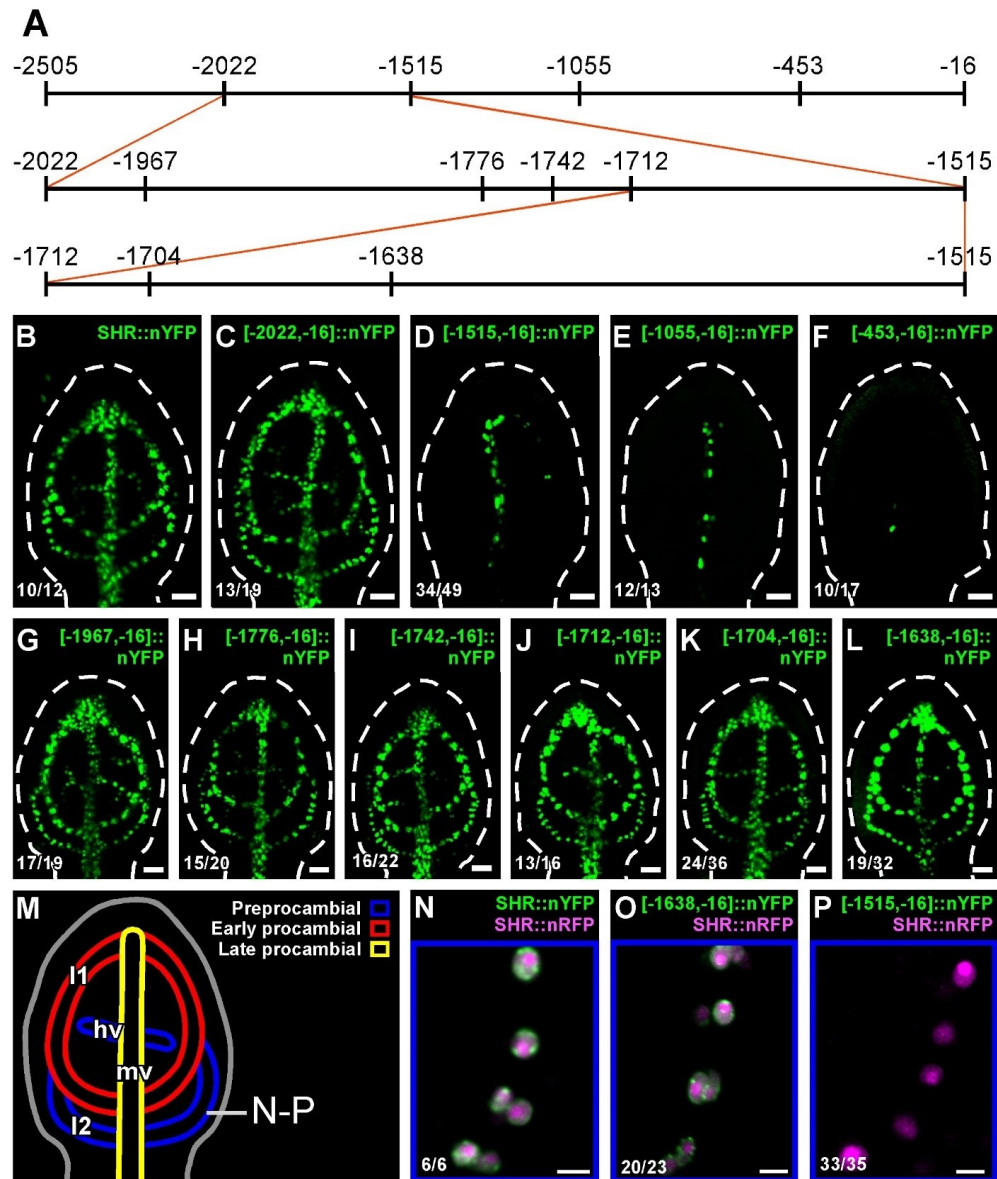 A
-2505 -2022 -1515 -1055 -453 -16
-2022 -1967 -1776 -1742 -1712 -1515
-1712 -1704 -1638 -1515
B SHR::nYFP
10/12
C [-2022,-16]::nYFP
13/19
D [-1515,-16]::nYFP
34/49
E [-1055,-16]::nYFP
12/13
F [-453,-16]::nYFP
10/17
G [-1967,-16]::
nYFP
17/19
H [-1776,-16]::
nYFP
15/20
I [-1742,-16]::
nYFP
16/22
J [-1712,-16]::
nYFP
13/16
K [-1704,-16]::
nYFP
24/36
L [-1638,-16]::
nYFP
19/32
M Preprocambial
Early procambial
Late procambial
l1
hv
mv
l2
N-P
N SHR::nYFP
SHR::nRFP
6/6
O [-1638,-16]::nYFP
SHR::nRFP
20/23
P [-1515,-16]::nYFP
SHR::nRFP
33/35